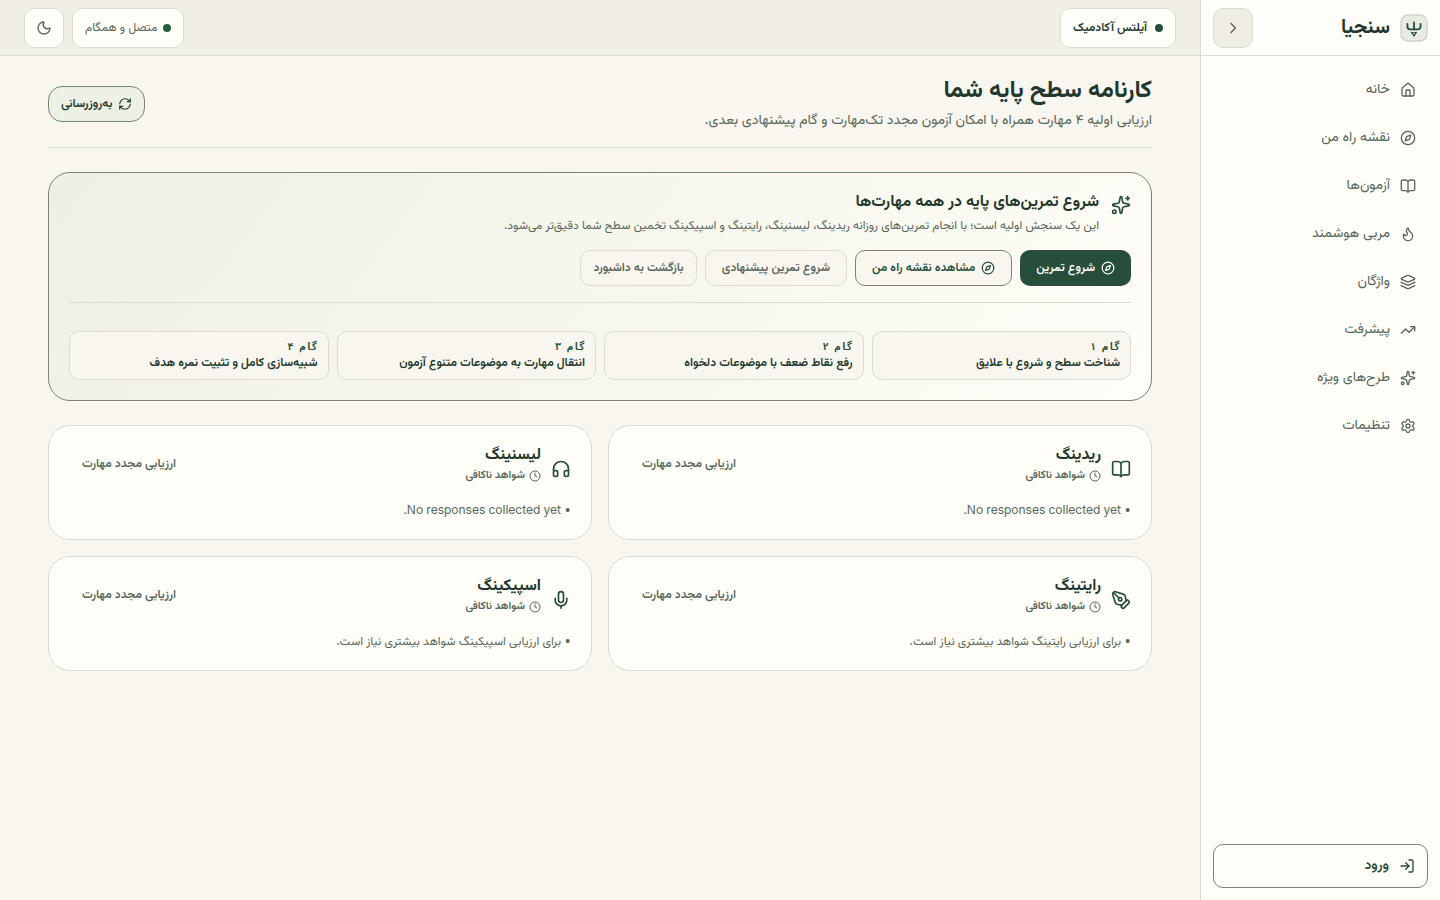 سنجیا
خانه
نقشه راه من
آزمون‌ها
مربی هوشمند
واژگان
پیشرفت
طرح‌های ویژه
تنظیمات
ورود
آیلتس آکادمیک
متصل و همگام
کارنامه سطح پایه شما
ارزیابی اولیه ۴ مهارت همراه با امکان آزمون مجدد تک‌مهارت و گام پیشنهادی بعدی.
به‌روزرسانی
شروع تمرین‌های پایه در همه مهارت‌ها
این یک سنجش اولیه است؛ با انجام تمرین‌های روزانه ریدینگ، لیسنینگ، رایتینگ و اسپیکینگ تخمین سطح شما دقیق‌تر می‌شود.
شروع تمرین
مشاهده نقشه راه من
شروع تمرین پیشنهادی
بازگشت به داشبورد
گام ۱
شناخت سطح و شروع با علایق
گام ۲
رفع نقاط ضعف با موضوعات دلخواه
گام ۳
انتقال مهارت به موضوعات متنوع آزمون
گام ۴
شبیه‌سازی کامل و تثبیت نمره هدف
ریدینگ
شواهد ناکافی
ارزیابی مجدد مهارت
• No responses collected yet.
لیسنینگ
شواهد ناکافی
ارزیابی مجدد مهارت
• No responses collected yet.
رایتینگ
شواهد ناکافی
ارزیابی مجدد مهارت
• برای ارزیابی رایتینگ شواهد بیشتری نیاز است.
اسپیکینگ
شواهد ناکافی
ارزیابی مجدد مهارت
• برای ارزیابی اسپیکینگ شواهد بیشتری نیاز است.